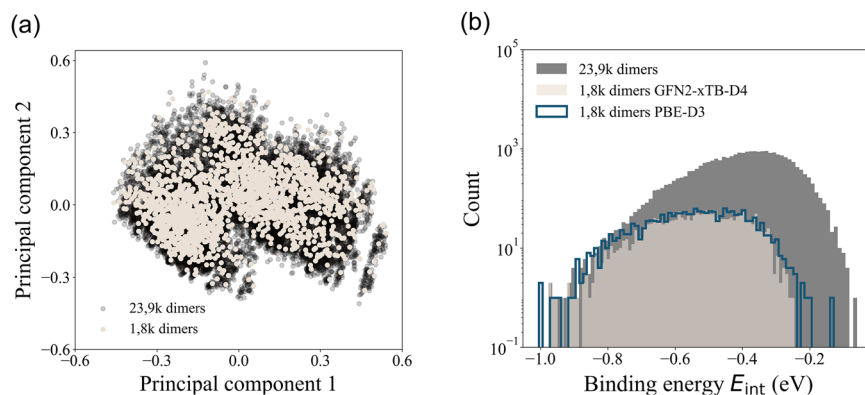 (a)
0.6
0.3
0.0
−0.3
−0.6
−0.6
−0.3
0.0
0.3
0.6
Principal component 2
Principal component 1
23,9k dimers
1,8k dimers
(b)
10^5
10^3
10^1
10^−1
−1.0
−0.8
−0.6
−0.4
−0.2
Count
Binding energy E_int (eV)
23,9k dimers
1,8k dimers GFN2-xTB-D4
1,8k dimers PBE-D3